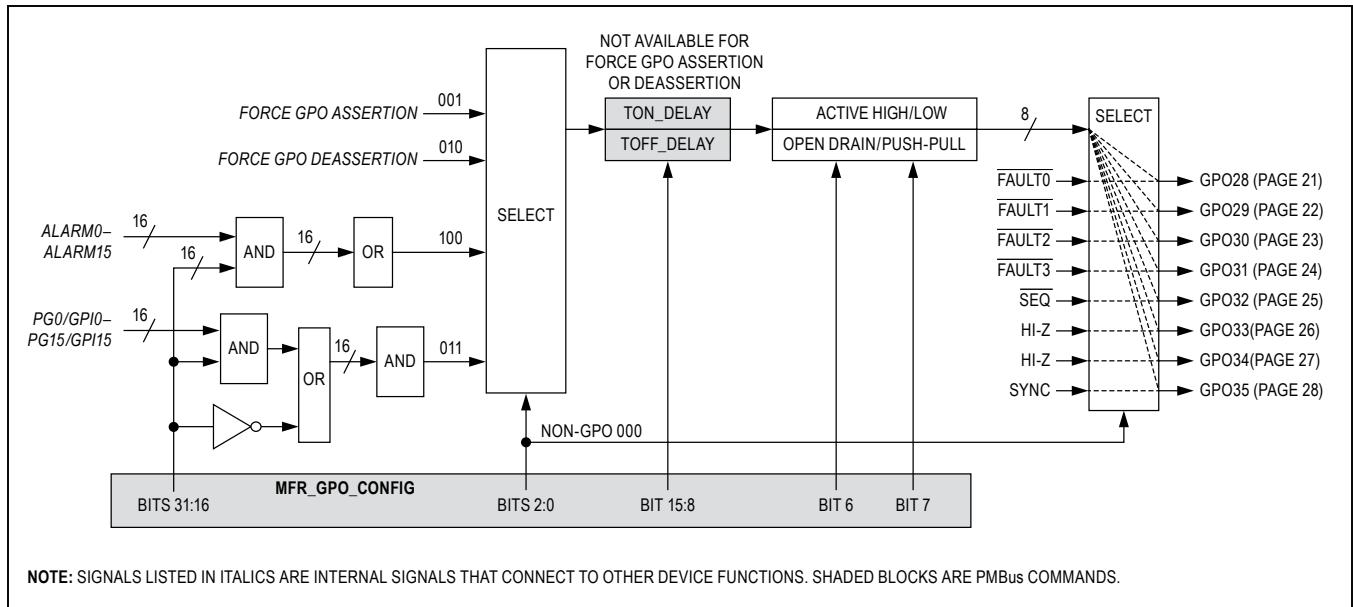 NOT AVAILABLE FOR
FORCE GPO ASSERTION
OR DEASSERTION
FORCE GPO ASSERTION
001
FORCE GPO DEASSERTION
010
SELECT
TON_DELAY
TOFF_DELAY
ACTIVE HIGH/LOW
OPEN DRAIN/PUSH-PULL
8
SELECT
FAULT0
GPO28 (PAGE 21)
FAULT1
GPO29 (PAGE 22)
FAULT2
GPO30 (PAGE 23)
FAULT3
GPO31 (PAGE 24)
SEQ
GPO32 (PAGE 25)
HI-Z
GPO33(PAGE 26)
HI-Z
GPO34(PAGE 27)
SYNC
GPO35 (PAGE 28)
ALARM0–
ALARM15
16
16
AND
16
OR
100
PG0/GPI0–
PG15/GPI15
16
AND
OR
16
AND
011
NON-GPO 000
MFR_GPO_CONFIG
BITS 31:16
BITS 2:0
BIT 15:8
BIT 6
BIT 7
NOTE: SIGNALS LISTED IN ITALICS ARE INTERNAL SIGNALS THAT CONNECT TO OTHER DEVICE FUNCTIONS. SHADED BLOCKS ARE PMBus COMMANDS.